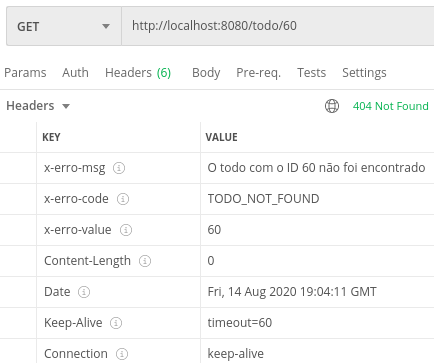 GET http://localhost:8080/todo/60
Params Auth Headers (6) Body Pre-req. Tests Settings
Headers 404 Not Found
KEY VALUE
x-erro-msg O todo com o ID 60 não foi encontrado
x-erro-code TODO_NOT_FOUND
x-erro-value 60
Content-Length 0
Date Fri, 14 Aug 2020 19:04:11 GMT
Keep-Alive timeout=60
Connection keep-alive